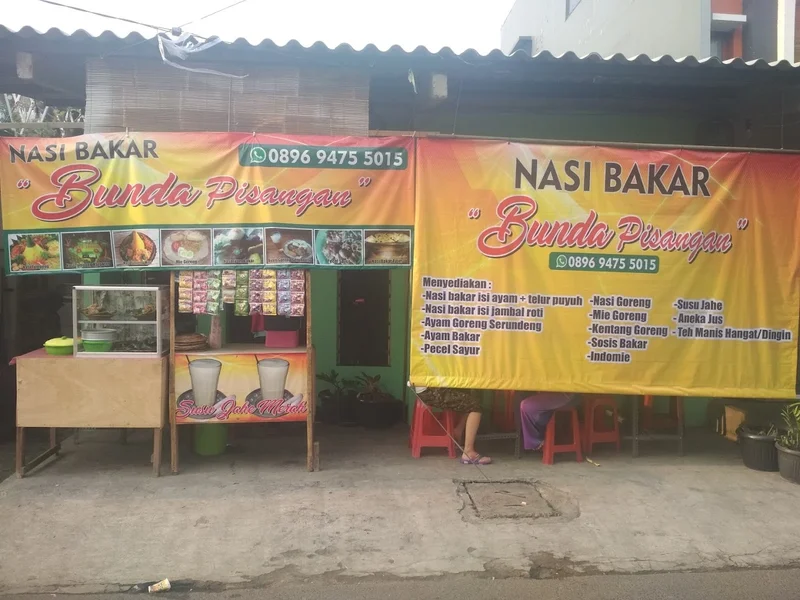 NASI BAKAR
0896 9475 5015
"Bunda Pisangan"
Mie Goreng
Susu Jahe Merah
NASI BAKAR
"Bunda Pisangan"
0896 9475 5015
Menyediakan :
-Nasi bakar isi ayam + telur puyuh
-Nasi bakar isi jambal roti
-Ayam Goreng Serundeng
-Ayam Bakar
-Pecel Sayur
-Nasi Goreng
-Mie Goreng
-Kentang Goreng
-Sosis Bakar
-Indomie
-Susu Jahe
-Aneka Jus
-Teh Manis Hangat/Dingin